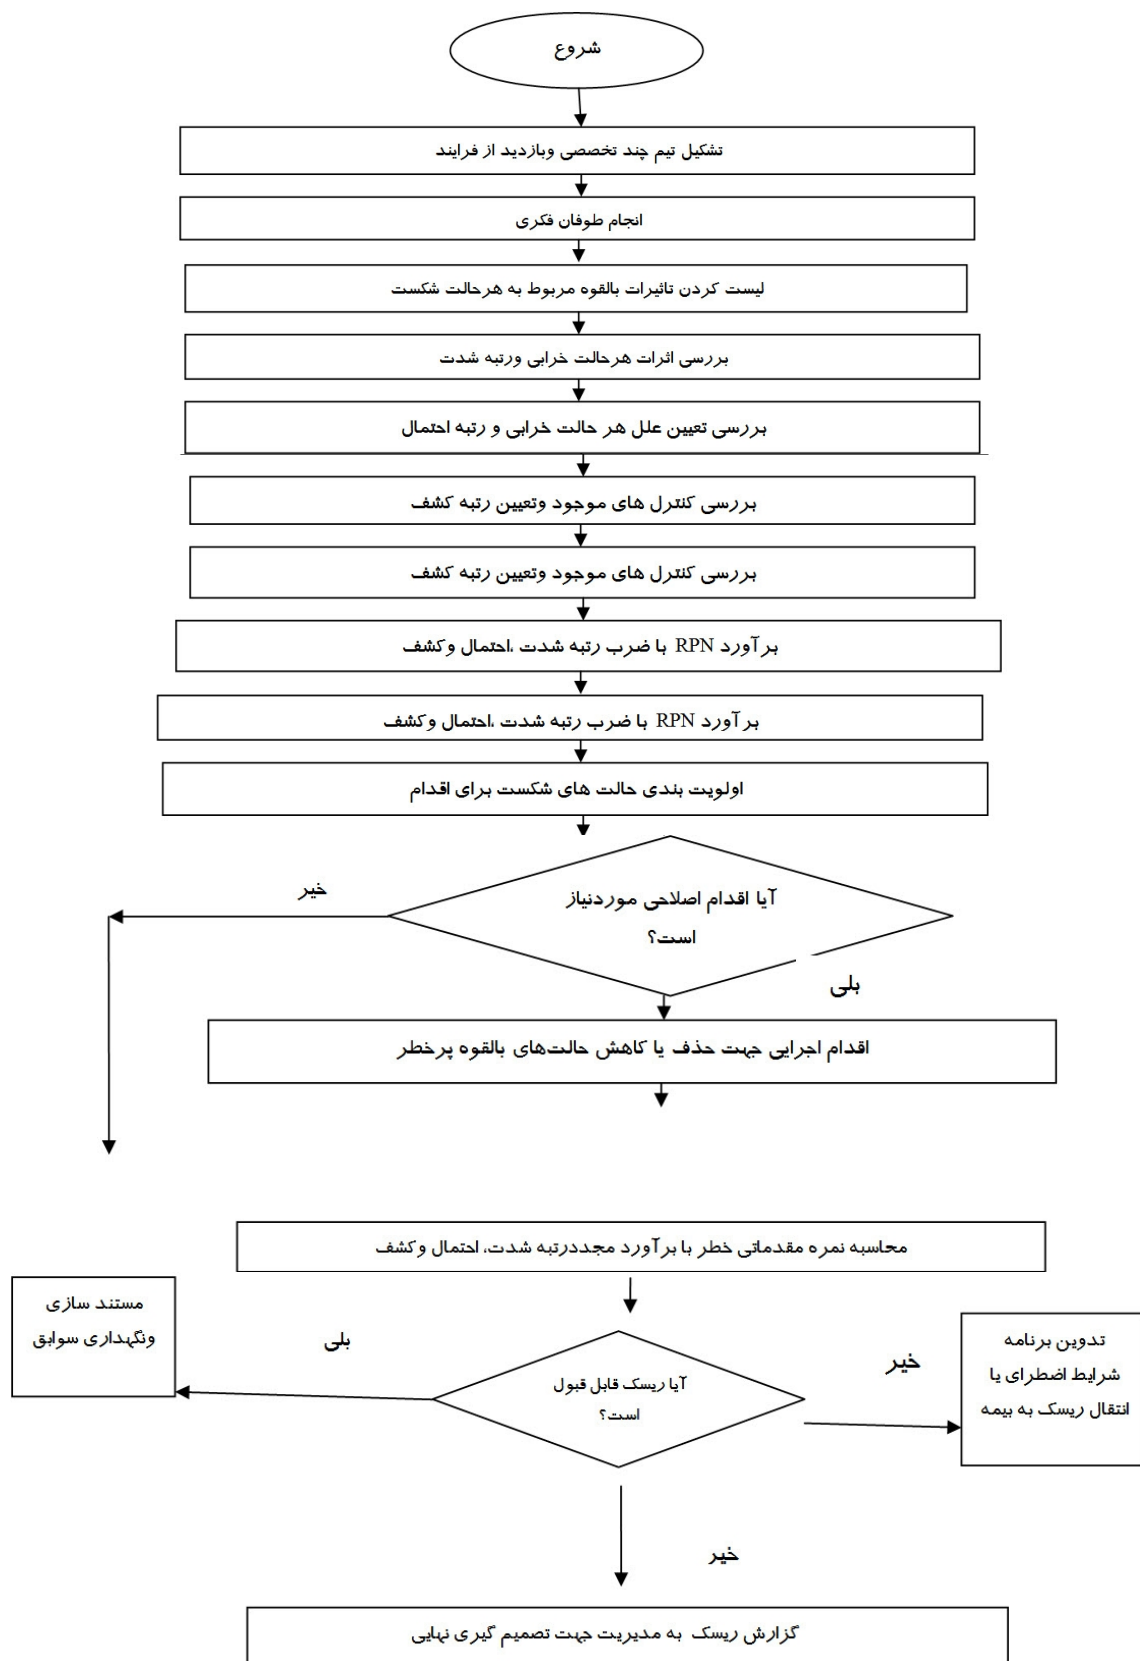 شروع
تشکیل تیم چند تخصصی وبازدید از فرایند
انجام طوفان فکری
لیست کردن تاثیرات بالقوه مربوط به هرحالت شکست
بررسی اثرات هرحالت خرابی ورتبه شدت
بررسی تعیین علل هر حالت خرابی و رتبه احتمال
بررسی کنترل های موجود وتعیین رتبه کشف
بررسی کنترل های موجود وتعیین رتبه کشف
برآورد RPN با ضرب رتبه شدت ،احتمال وکشف
برآورد RPN با ضرب رتبه شدت ،احتمال وکشف
اولویت بندی حالت های شکست برای اقدام
خیر
آیا اقدام اصلاحی موردنیاز
است؟
بلی
اقدام اجرایی جهت حذف یا کاهش حالت‌های بالقوه پرخطر
محاسبه نمره مقدماتی خطر با برآورد مجددرتبه شدت، احتمال وکشف
مستند سازی
ونگهداری سوابق
بلی
آیا ریسک قابل قبول
است؟
خیر
تدوین برنامه
شرایط اضطرای یا
انتقال ریسک به بیمه
خیر
گزارش ریسک به مدیریت جهت تصمیم گیری نهایی